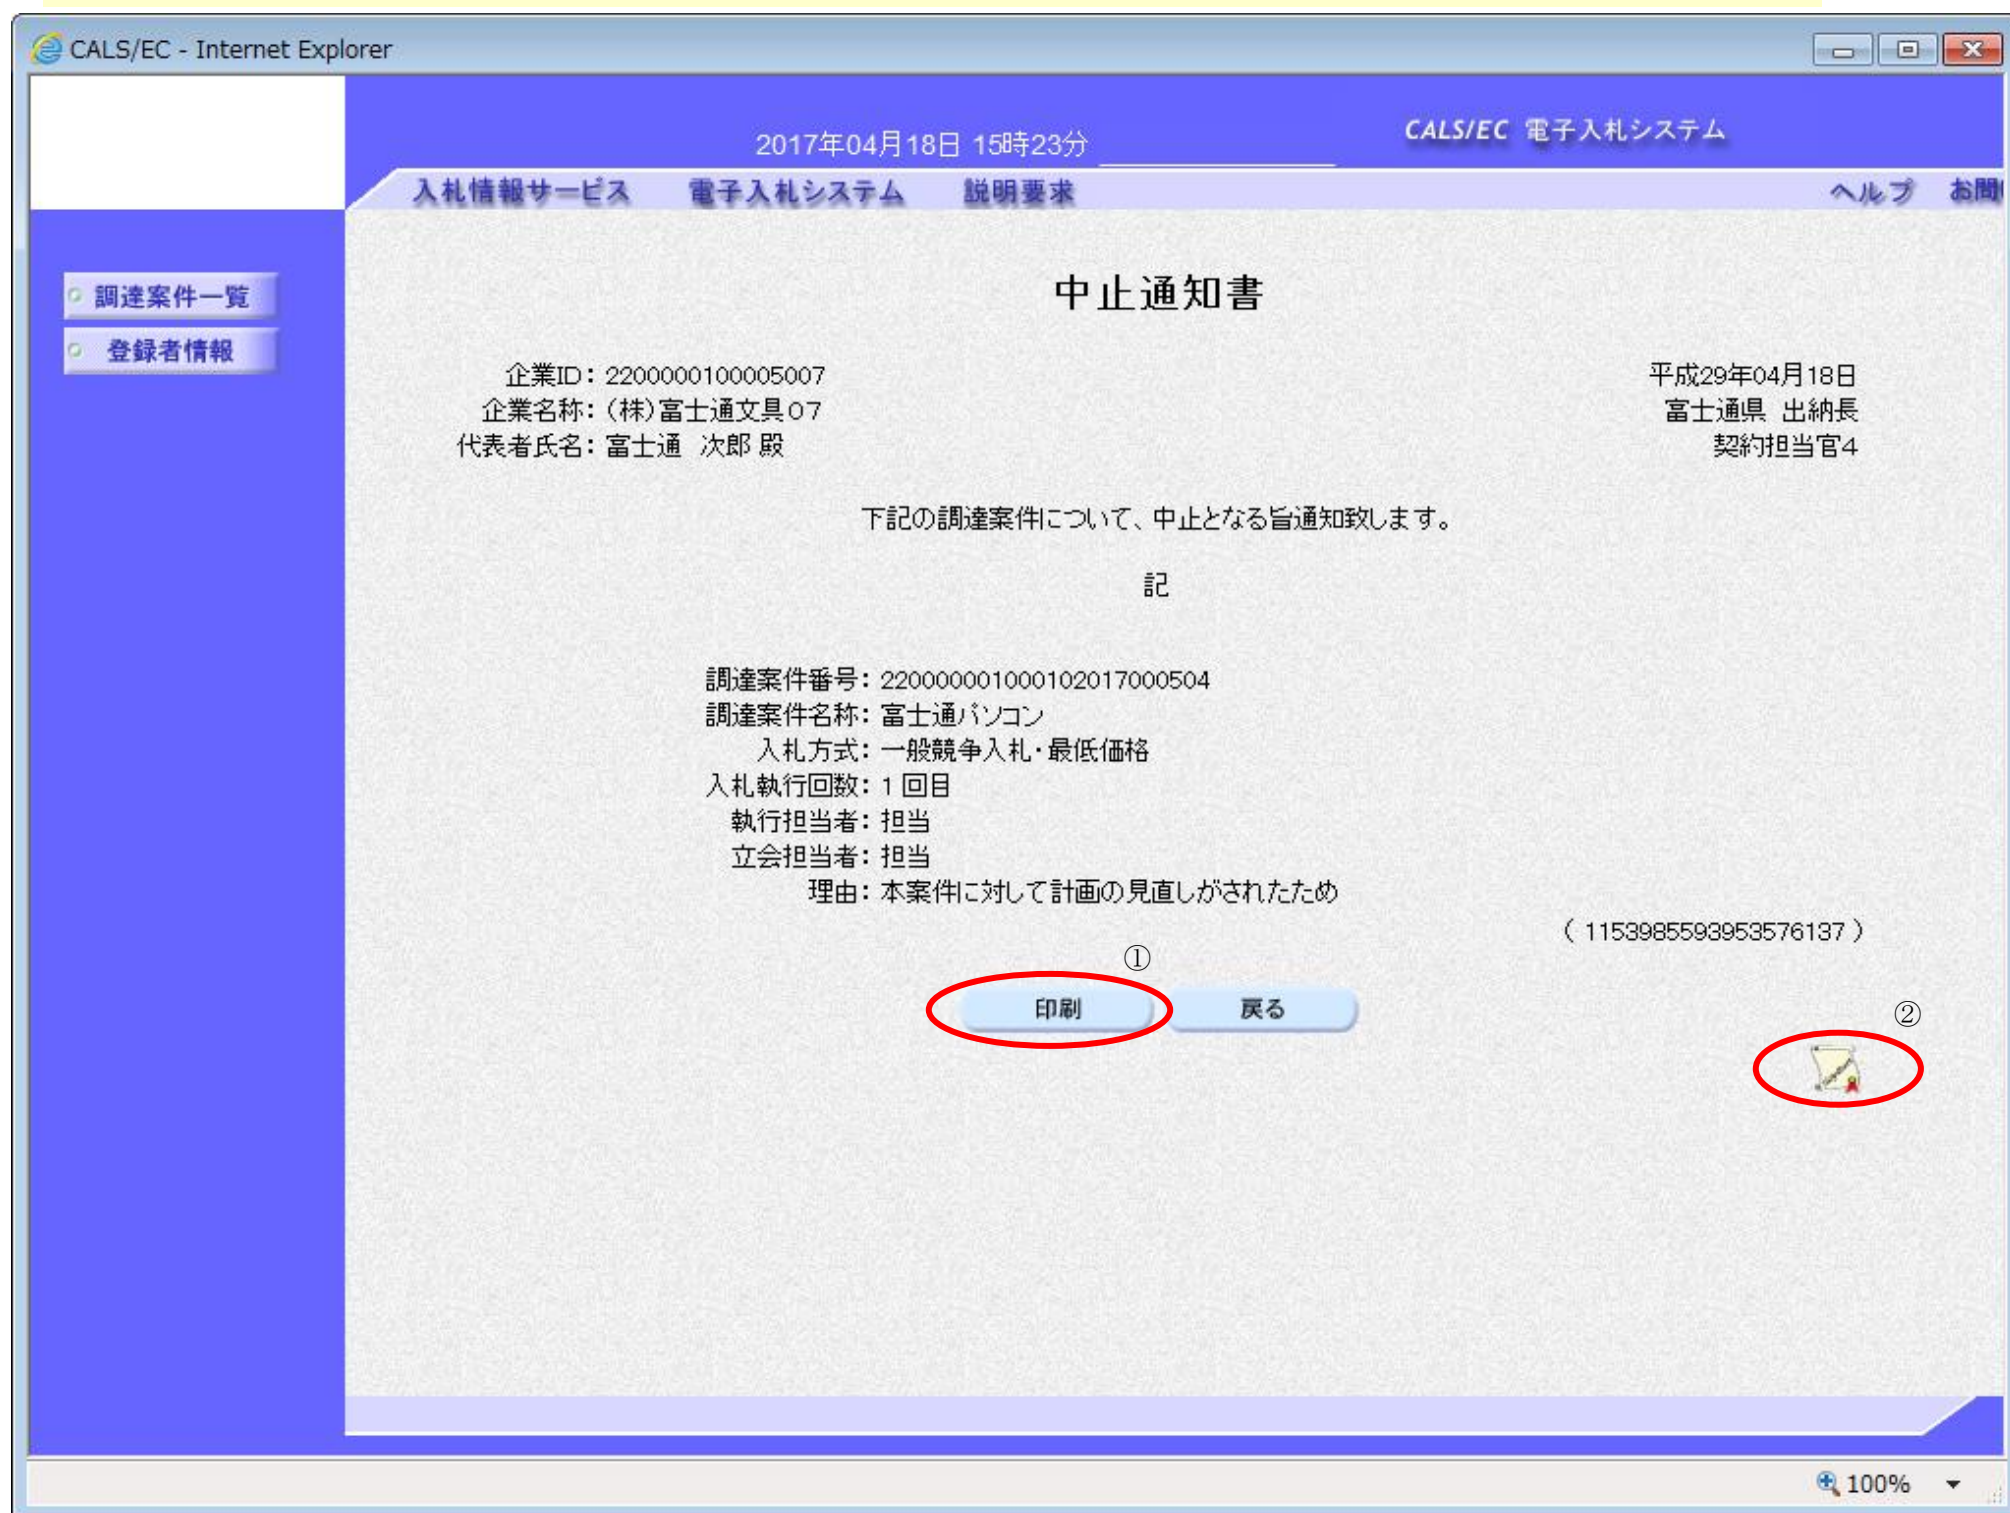 CALS/EC - Internet Explorer
2017年04月18日 15時23分
CALS/EC 電子入札システム
入札情報サービス 電子入札システム 説明要求 ヘルプ お問
調達案件一覧
登録者情報
中止通知書
企業ID：2200000100005007
企業名称：（株）富士通文具０７
代表者氏名：富士通 次郎 殿
平成29年04月18日
富士通県 出納長
契約担当官４
下記の調達案件について、中止となる旨通知致します。
記
調達案件番号：2200000010001020170​00504
調達案件名称：富士通パソコン
入札方式：一般競争入札・最低価格
入札執行回数：1 回目
執行担当者：担当
立会担当者：担当
理由：本案件に対して計画の見直しがされたため
（ 11539855939535​76137 ）
①
印刷 戻る
②
100%